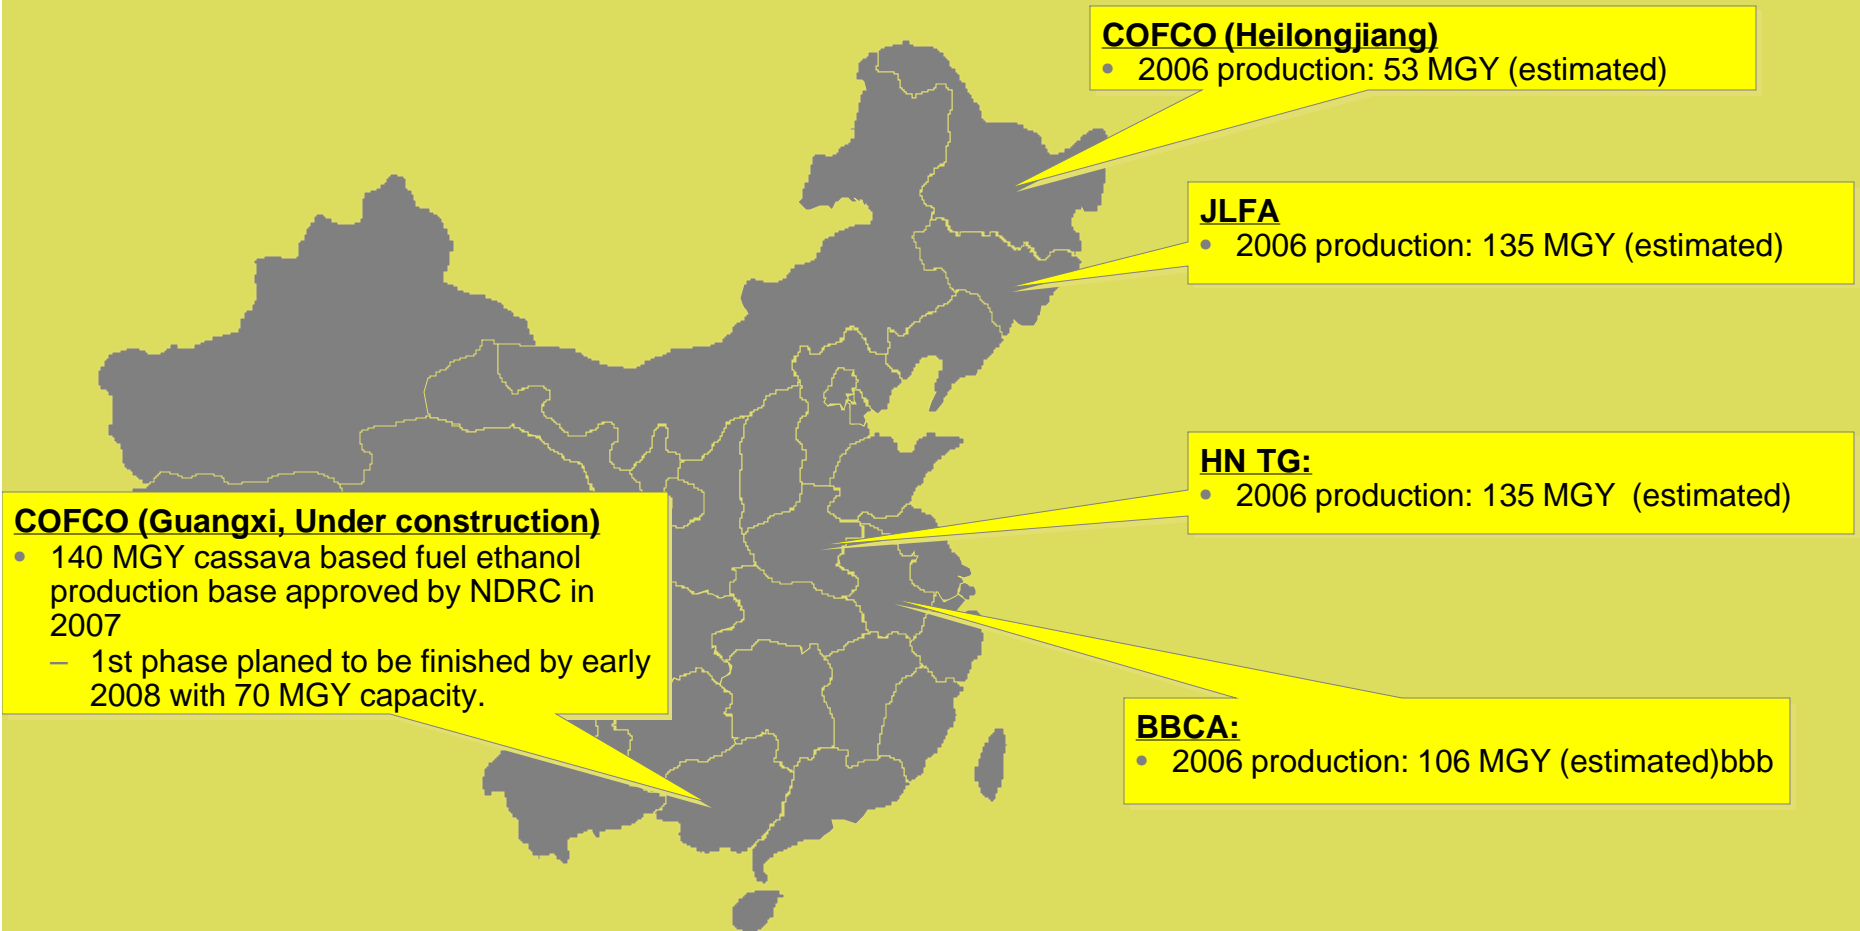 COFCO (Heilongjiang)
• 2006 production: 53 MGY (estimated)
JLFA
• 2006 production: 135 MGY (estimated)
HN TG:
• 2006 production: 135 MGY (estimated)
COFCO (Guangxi, Under construction)
• 140 MGY cassava based fuel ethanol
production base approved by NDRC in
2007
– 1st phase planed to be finished by early
2008 with 70 MGY capacity.
BBCA:
• 2006 production: 106 MGY (estimated)bbb